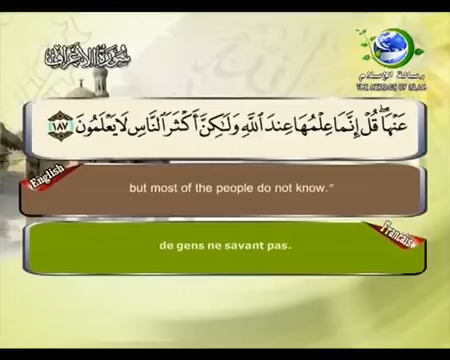 سورة الأعراف
رسالة الإسلام
THE MESSAGE OF ISLAM
عَنْهَا ۖ قُلْ إِنَّمَا عِلْمُهَا عِندَ اللَّهِ وَلَٰكِنَّ أَكْثَرَ النَّاسِ لَا يَعْلَمُونَ ١٨٧
English
but most of the people do not know."
Français
de gens ne savant pas.